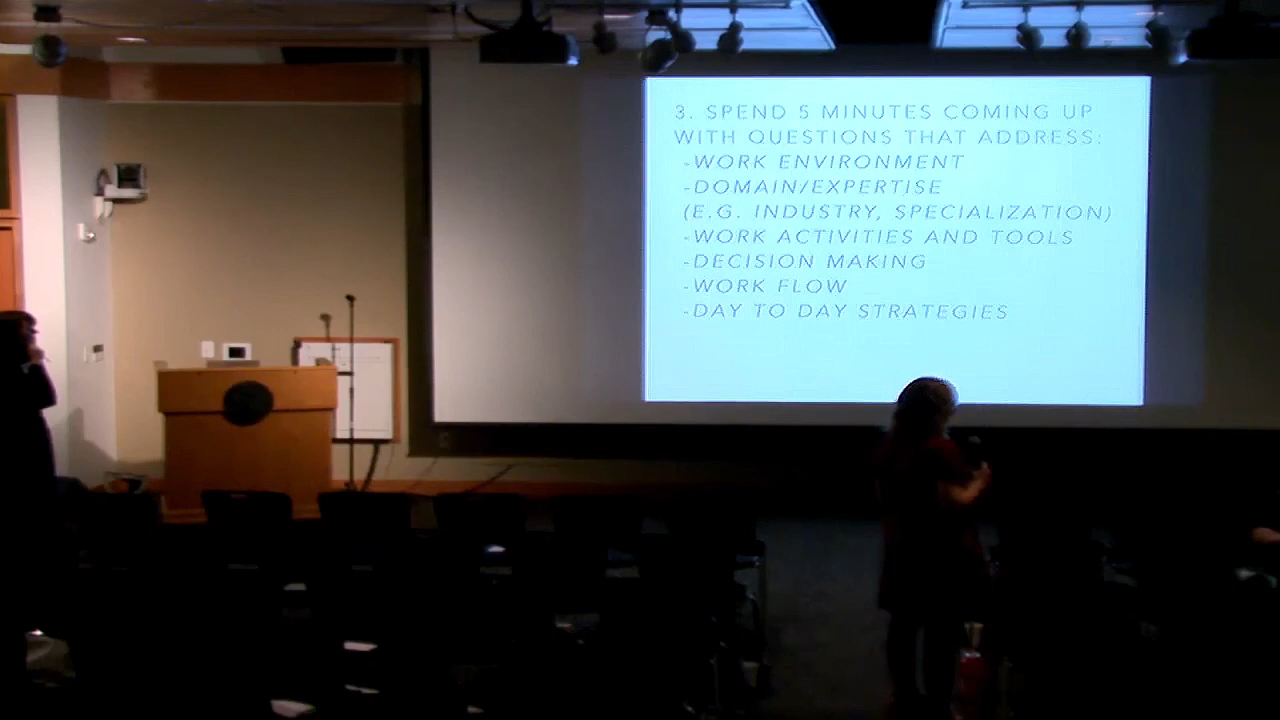 3. SPEND 5 MINUTES COMING UP
WITH QUESTIONS THAT ADDRESS:
-WORK ENVIRONMENT
-DOMAIN/EXPERTISE
(E.G. INDUSTRY, SPECIALIZATION)
-WORK ACTIVITIES AND TOOLS
-DECISION MAKING
-WORK FLOW
-DAY TO DAY STRATEGIES